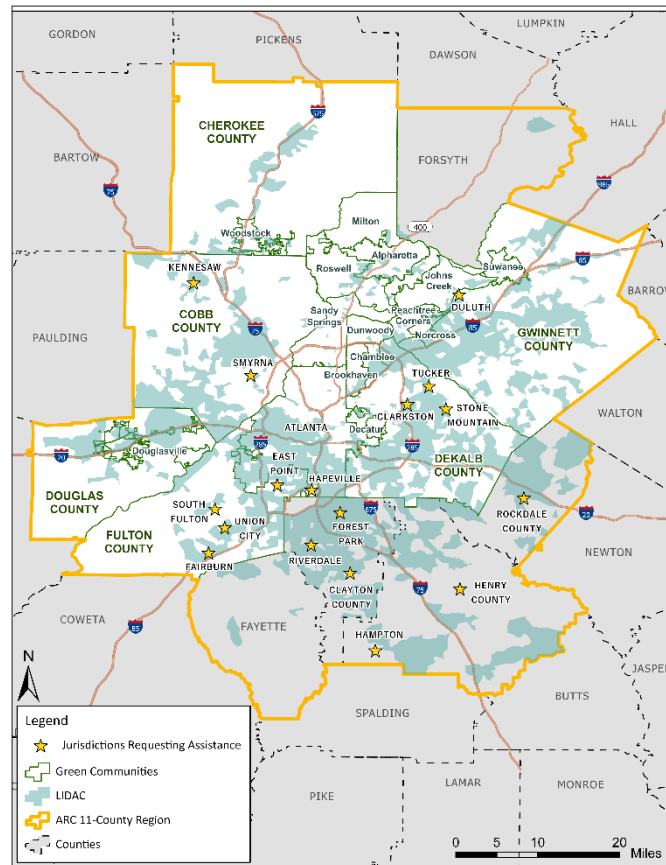 GORDON
PICKENS
LUMPKIN
DAWSON
CHEROKEE
COUNTY
575
HALL
BARTOW
FORSYTH
75
985
Milton
400
Woodstock
Alpharetta
KENNESAW
Roswell
Johns
Creek
Suwanee
85
BARROW
COBB
COUNTY
Sandy
Springs
Peachtree
Corners
DULUTH
75
Dunwoody
Norcross
85
GWINNETT
COUNTY
PAULDING
SMYRNA
Chamblee
Brookhaven
TUCKER
CLARKSTON
STONE
MOUNTAIN
WALTON
ATLANTA
Decatur
20
Douglasville
285
285
EAST
POINT
HAPEVILLE
DEKALB
COUNTY
DOUGLAS
COUNTY
SOUTH
FULTON
UNION
CITY
675
FOREST
PARK
ROCKDALE
COUNTY
20
FULTON
COUNTY
FAIRBURN
RIVERDALE
NEWTON
CLAYTON
COUNTY
75
HENRY
COUNTY
COWETA
85
FAYETTE
HAMPTON
JASPER
N
BUTTS
SPALDING
Legend
Jurisdictions Requesting Assistance
Green Communities
LIDAC
ARC 11-County Region
Counties
PIKE
LAMAR
MONROE
0 5 10 20
Miles